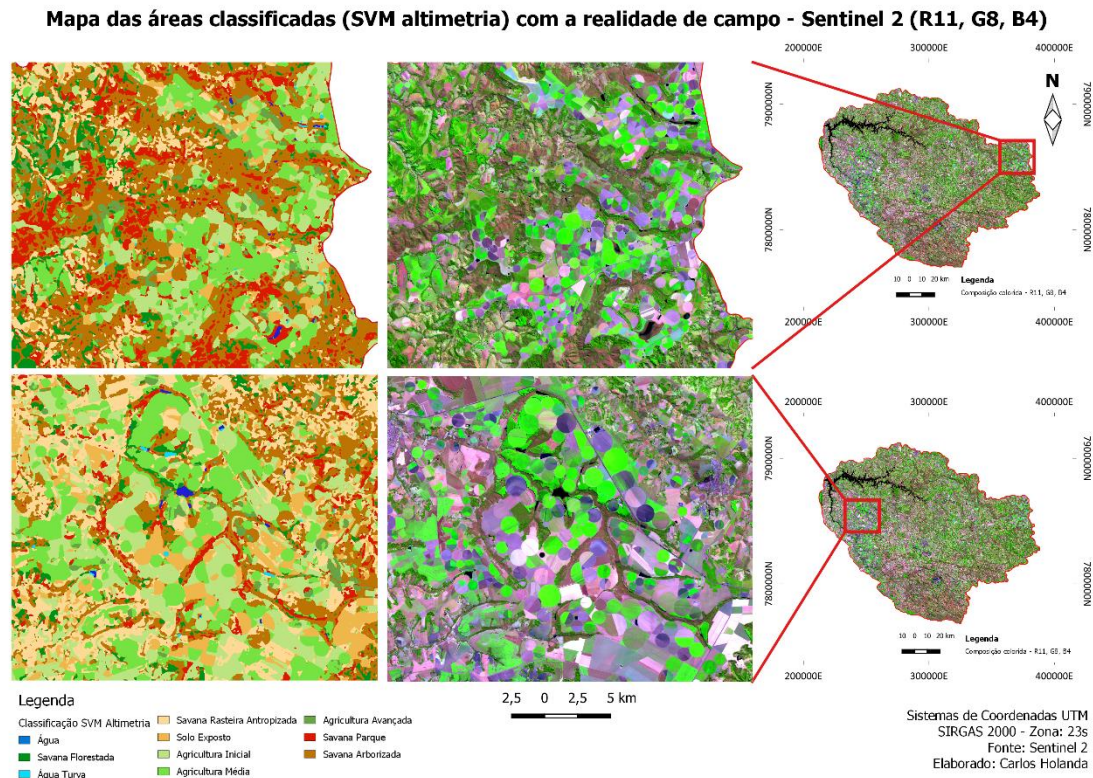 Mapa das áreas classificadas (SVM altimetria) com a realidade de campo - Sentinel 2 (R11, G8, B4)
200000E 300000E 400000E
N
7900000N 7900000N
7800000N 7800000N
10 0 10 20 km
Legenda
Composição colorida - R11, G8, B4
200000E 300000E 400000E
200000E 300000E 400000E
7900000N 7900000N
7800000N 7800000N
10 0 10 20 km
Legenda
Composição colorida - R11, G8, B4
200000E 300000E 400000E
2,5 0 2,5 5 km
Legenda
Classificação SVM Altimetria
Água
Savana Florestada
Água Turva
Savana Rasteira Antropizada
Solo Exposto
Agricultura Inicial
Agricultura Média
Agricultura Avançada
Savana Parque
Savana Arborizada
Sistemas de Coordenadas UTM
SIRGAS 2000 - Zona: 23s
Fonte: Sentinel 2
Elaborado: Carlos Holanda